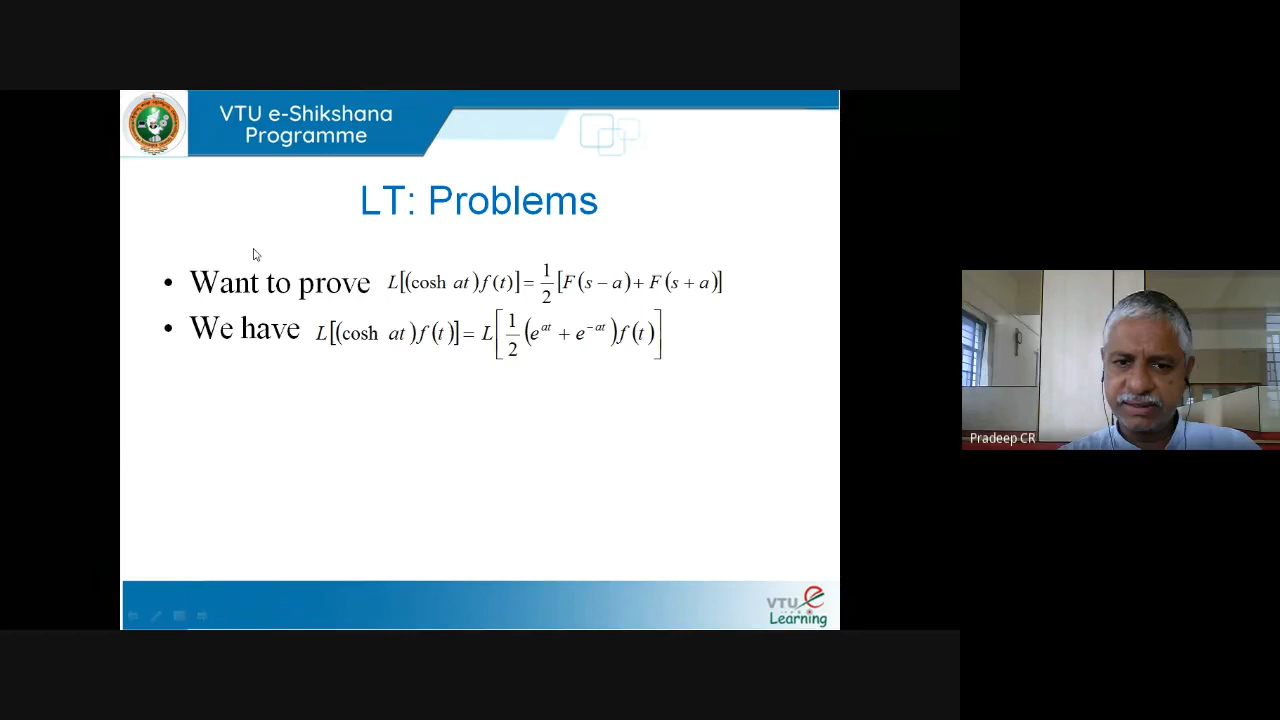 VTU e-Shikshana
Programme
LT: Problems
• Want to prove L[(cosh at) f(t)] = 1/2 [F(s − a) + F(s + a)]
• We have L[(cosh at) f(t)] = L[1/2 (e^{at} + e^{−at}) f(t)]
Pradeep CR
VTU e
Learning